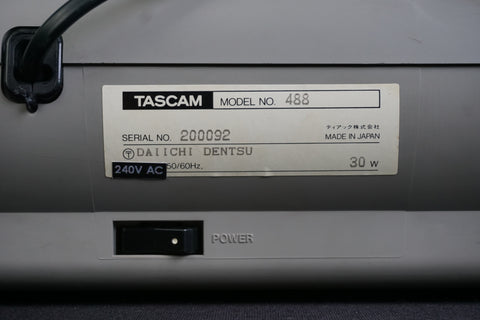 TASCAM MODEL NO. 488
ティアック株式会社
SERIAL NO. 200092 MADE IN JAPAN
〒 DAIICHI DENTSU
240V AC 50/60Hz, 30 W
POWER